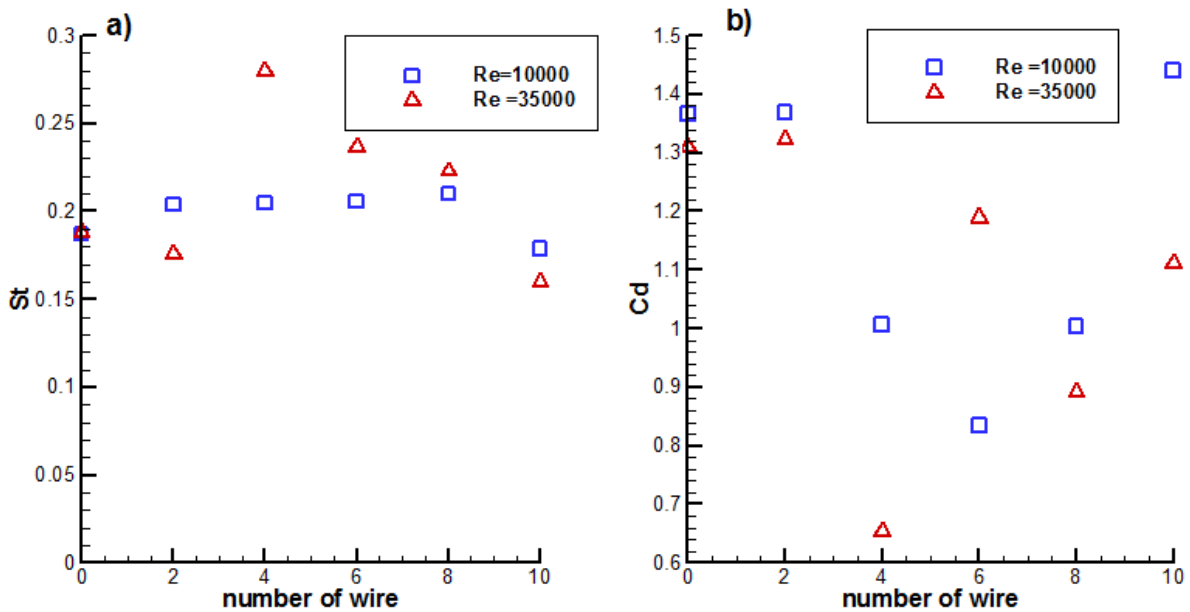 a)
0.3
0.25
0.2
0.15
0.1
0.05
0
St
Re=10000
Re =35000
0 2 4 6 8 10
number of wire
b)
1.5
1.4
1.3
1.2
1.1
1
0.9
0.8
0.7
0.6
Cd
Re =10000
Re =35000
0 2 4 6 8 10
number of wire